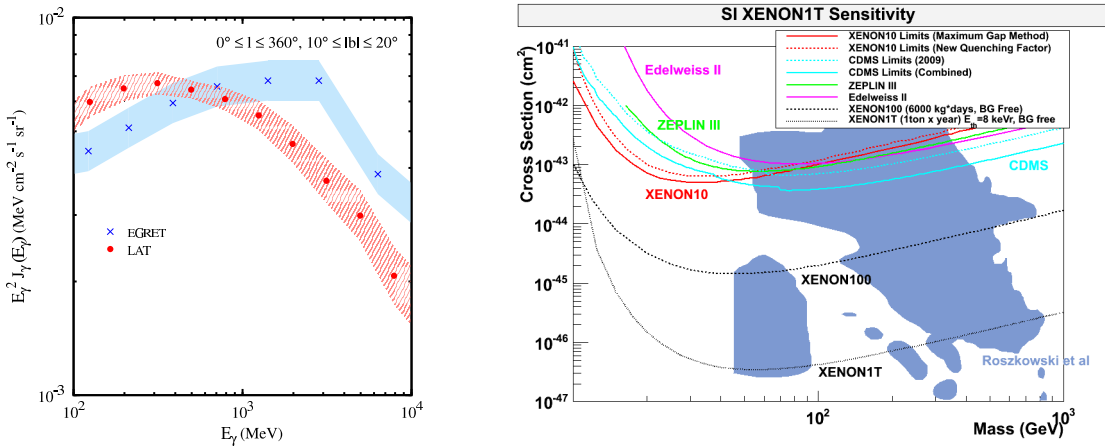 10⁻²
0° ≤ l ≤ 360°, 10° ≤ |b| ≤ 20°
E_γ² J_γ(E_γ) (MeV cm⁻² s⁻¹ sr⁻¹)
EGRET
LAT
10⁻³
10² 10³ 10⁴
E_γ (MeV)
SI XENON1T Sensitivity
XENON10 Limits (Maximum Gap Method)
XENON10 Limits (New Quenching Factor)
CDMS Limits (2009)
CDMS Limits (Combined)
ZEPLIN III
Edelweiss II
XENON100 (6000 kg*days, BG Free)
XENON1T (1ton x year) E_th=8 keVr, BG free
Cross Section (cm²)
10⁻⁴¹
10⁻⁴²
10⁻⁴³
10⁻⁴⁴
10⁻⁴⁵
10⁻⁴⁶
10⁻⁴⁷
Edelweiss II
ZEPLIN III
CDMS
XENON10
XENON100
XENON1T
Roszkowski et al
10² 10³
Mass (GeV)